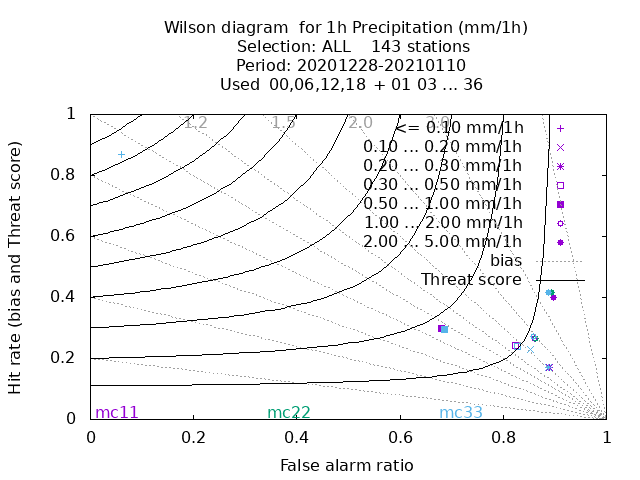 Wilson diagram  for 1h Precipitation (mm/1h)
Selection: ALL    143 stations
Period: 20201228-20210110
Used  00,06,12,18  + 01 03 ... 36
1.2 1.5 2.0 3.0
<= 0.10 mm/1h
0.10 ... 0.20 mm/1h
0.20 ... 0.30 mm/1h
0.30 ... 0.50 mm/1h
0.50 ... 1.00 mm/1h
1.00 ... 2.00 mm/1h
2.00 ... 5.00 mm/1h
bias
Threat score
Hit rate (bias and Threat score)
1
0.8
0.6
0.4
0.2
0
mc11 mc22 mc33
0 0.2 0.4 0.6 0.8 1
False alarm ratio